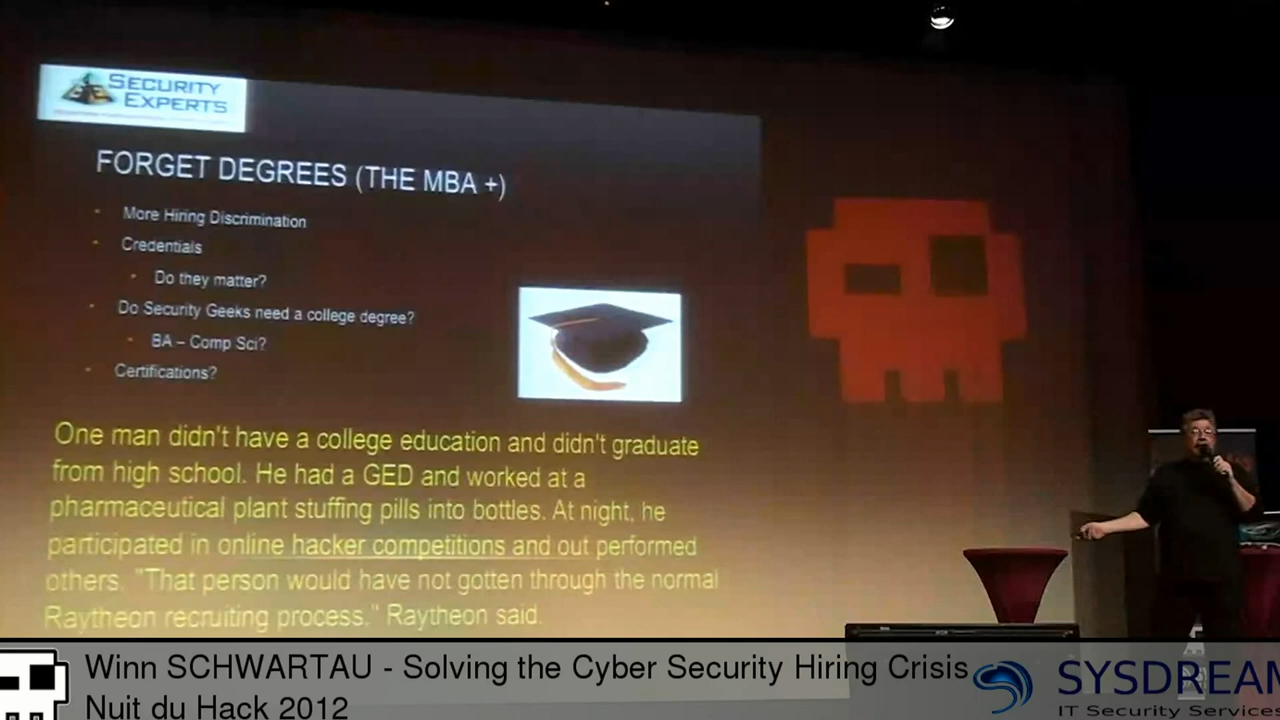 SECURITY
EXPERTS
FORGET DEGREES (THE MBA +)
More Hiring Discrimination
Credentials
Do they matter?
Do Security Geeks need a college degree?
BA – Comp Sci?
Certifications?
One man didn't have a college education and didn't graduate
from high school. He had a GED and worked at a
pharmaceutical plant stuffing pills into bottles. At night, he
participated in online hacker competitions and out performed
others. "That person would have not gotten through the normal
Raytheon recruiting process." Raytheon said.
Winn SCHWARTAU - Solving the Cyber Security Hiring Crisis
Nuit du Hack 2012
SYSDREAM
IT Security Services